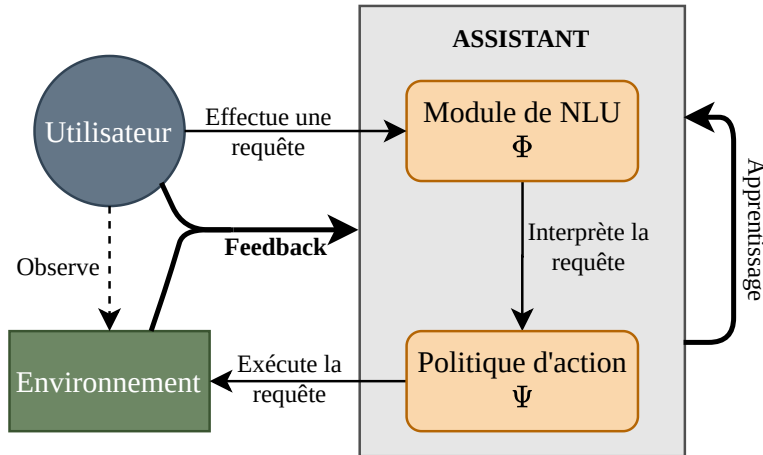 ASSISTANT
Utilisateur
Effectue une
requête
Module de NLU
Φ
Apprentissage
Feedback
Interprète la
requête
Observe
Environnement
Exécute la
requête
Politique d'action
Ψ